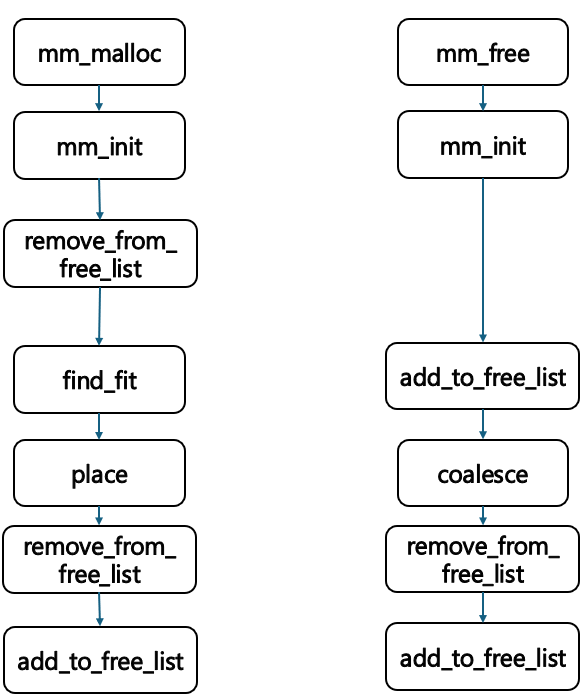 mm_malloc
mm_init
remove_from_
free_list
find_fit
place
remove_from_
free_list
add_to_free_list
mm_free
mm_init
add_to_free_list
coalesce
remove_from_
free_list
add_to_free_list